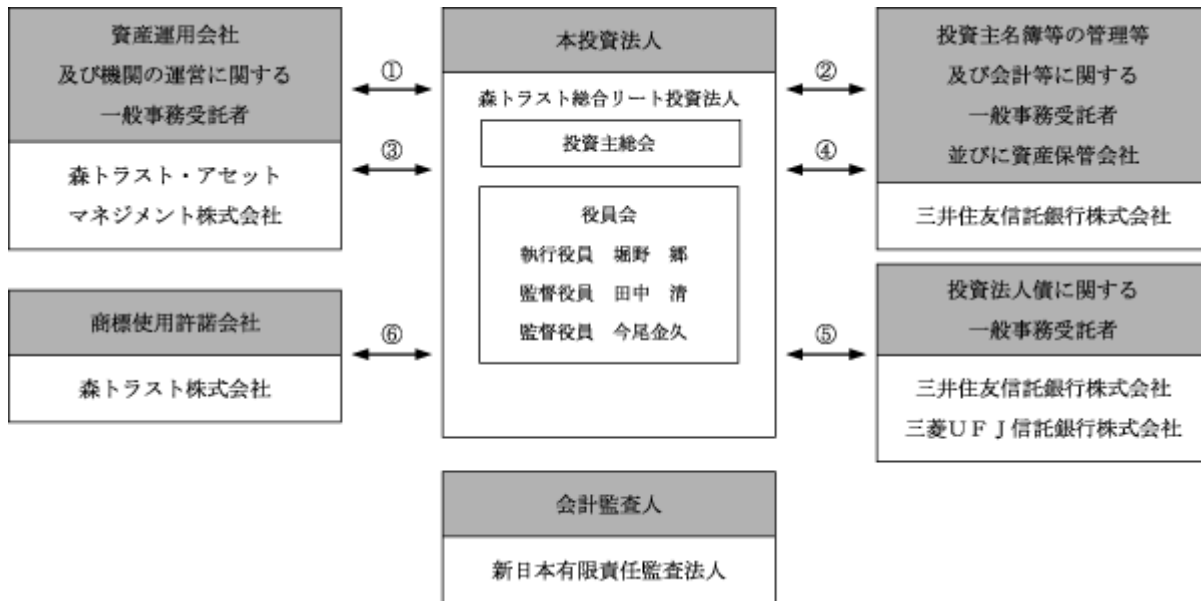 資産運用会社
及び機関の運営に関する
一般事務受託者
森トラスト・アセット
マネジメント株式会社
①
③
本投資法人
森トラスト総合リート投資法人
投資主総会
役員会
執行役員 堀野 郷
監督役員 田中 清
監督役員 今尾金久
②
④
投資主名簿等の管理等
及び会計等に関する
一般事務受託者
並びに資産保管会社
三井住友信託銀行株式会社
商標使用許諾会社
森トラスト株式会社
⑥
⑤
投資法人債に関する
一般事務受託者
三井住友信託銀行株式会社
三菱UFJ信託銀行株式会社
会計監査人
新日本有限責任監査法人